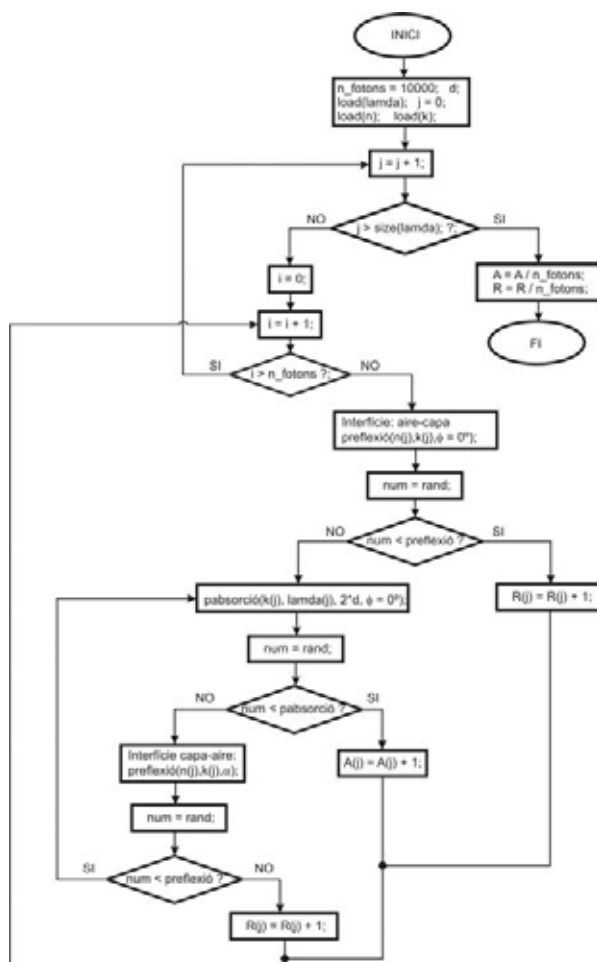 INICI
n_fotons = 10000; d;
load(lamda); j = 0;
load(n); load(k);
j = j + 1;
NO
j > size(lamda); ?;
SI
i = 0;
A = A / n_fotons;
R = R / n_fotons;
i = i + 1;
FI
SI
i > n_fotons ?;
NO
Interfície: aire-capa
preflexió(n(j),k(j),ϕ = 0º);
num = rand;
NO
num < preflexió ?
SI
pabsorció(k(j), lamda(j), 2*d, ϕ = 0º);
R(j) = R(j) + 1;
num = rand;
NO
num < pabsorció ?
SI
Interfície capa-aire:
preflexió(n(j),k(j),α);
A(j) = A(j) + 1;
num = rand;
SI
num < preflexió ?
NO
R(j) = R(j) + 1;